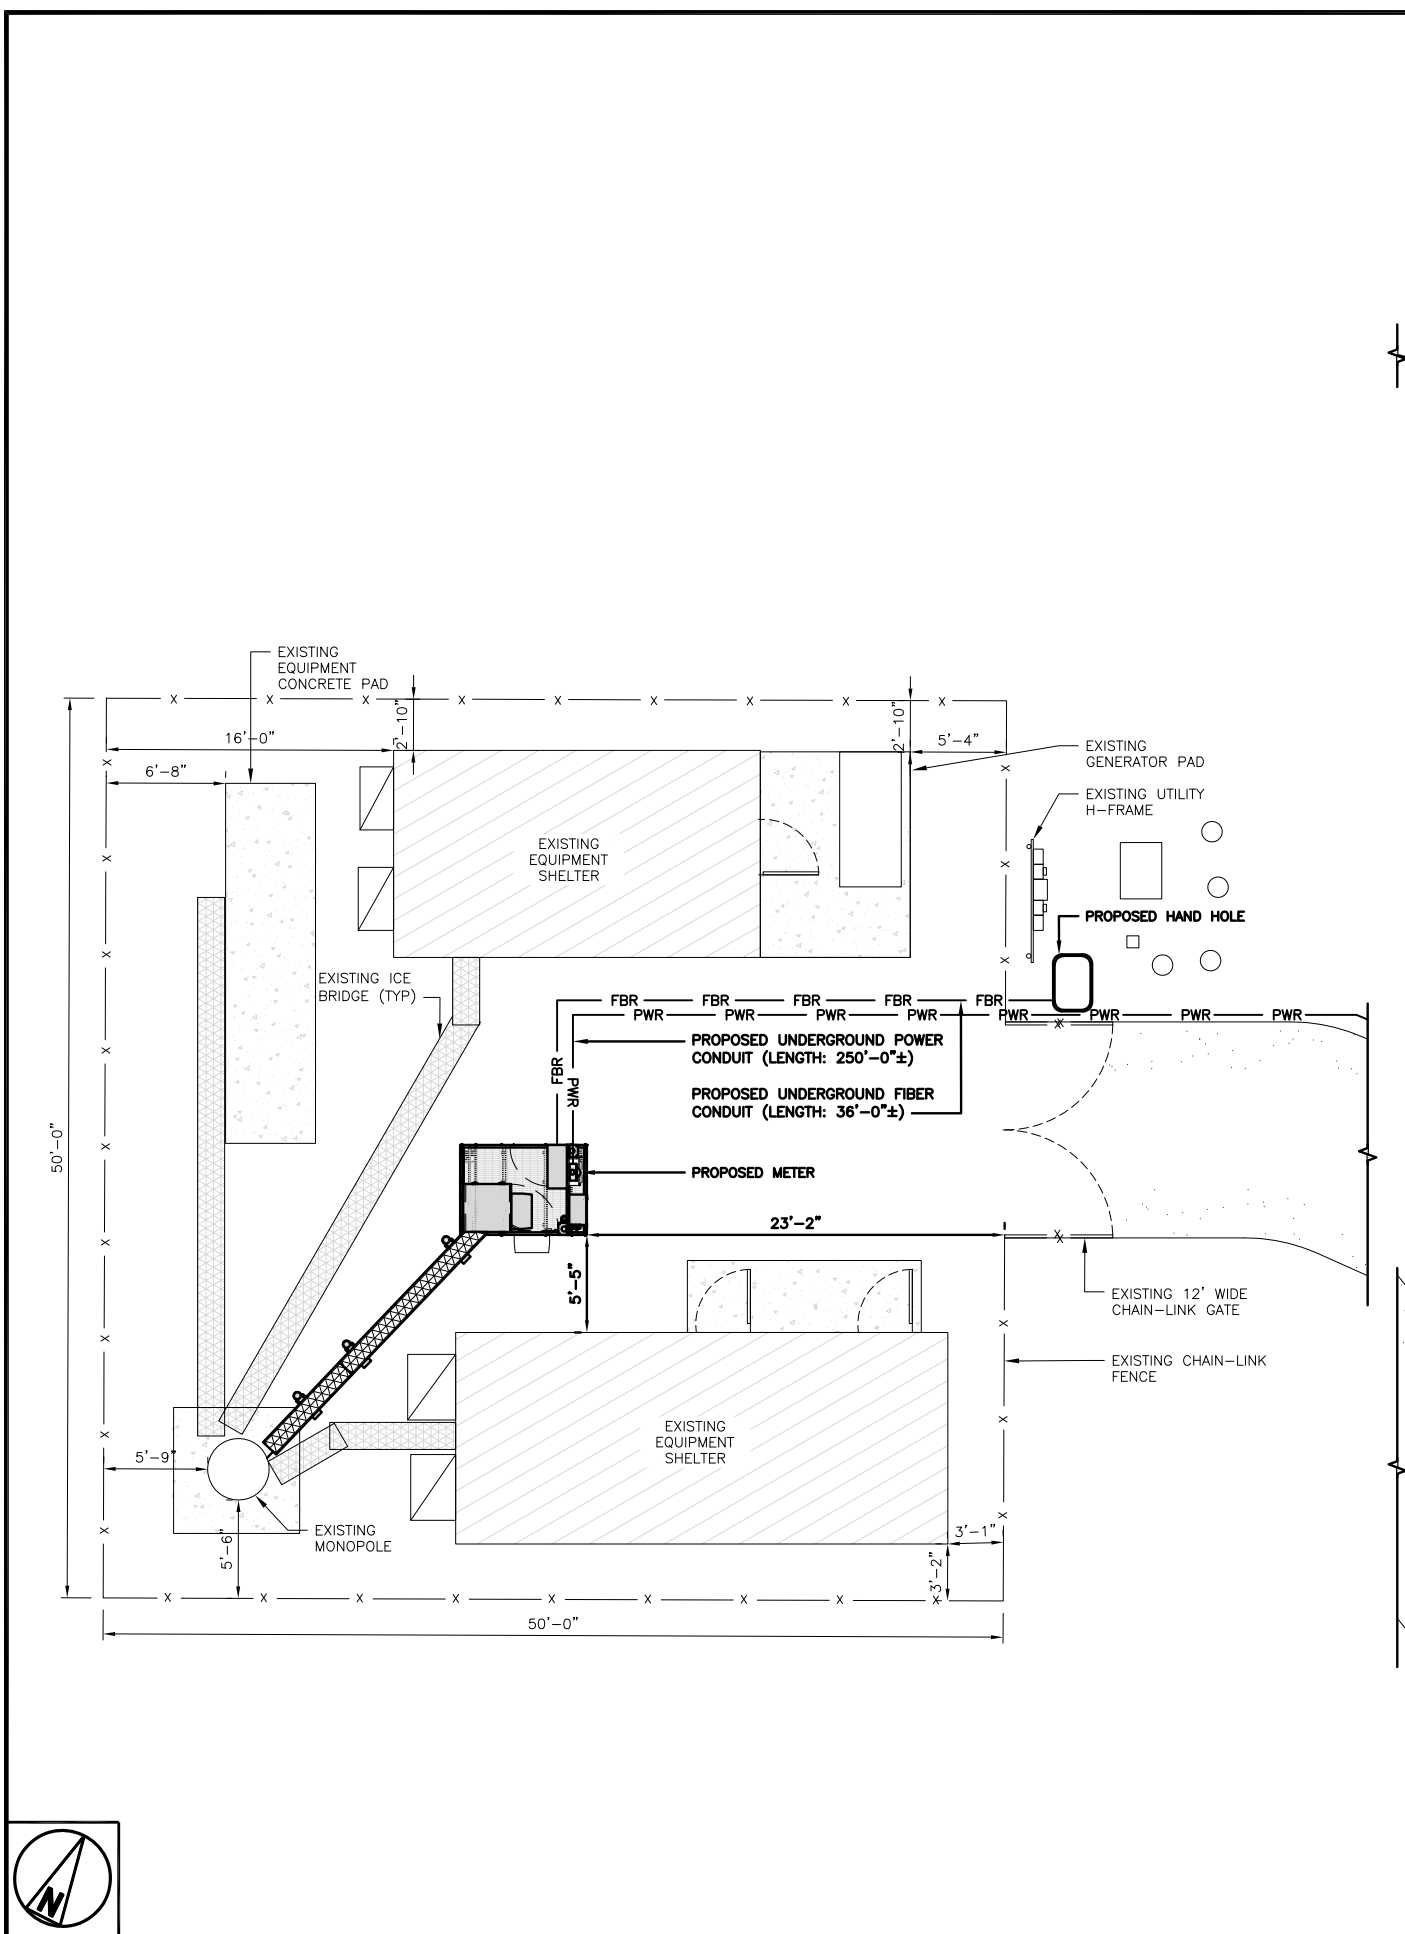 EXISTING
EQUIPMENT
CONCRETE PAD
X X X X X X X X X
16'-0"
2'-10"
2'-10"
5'-4"
6'-8"
EXISTING
GENERATOR PAD
EXISTING UTILITY
H-FRAME
EXISTING
EQUIPMENT
SHELTER
PROPOSED HAND HOLE
EXISTING ICE
BRIDGE (TYP)
FBR FBR FBR FBR FBR
PWR PWR PWR PWR PWR PWR PWR PWR
PROPOSED UNDERGROUND POWER
CONDUIT (LENGTH: 250'-0"±)
FBR
PWR
PROPOSED UNDERGROUND FIBER
CONDUIT (LENGTH: 36'-0"±)
50'-0"
PROPOSED METER
23'-2"
5'-5"
EXISTING 12' WIDE
CHAIN-LINK GATE
EXISTING CHAIN-LINK
FENCE
EXISTING
EQUIPMENT
SHELTER
5'-9"
EXISTING
MONOPOLE
5'-6"
3'-1"
3'-2"
X X X X X X X X X
50'-0"
N